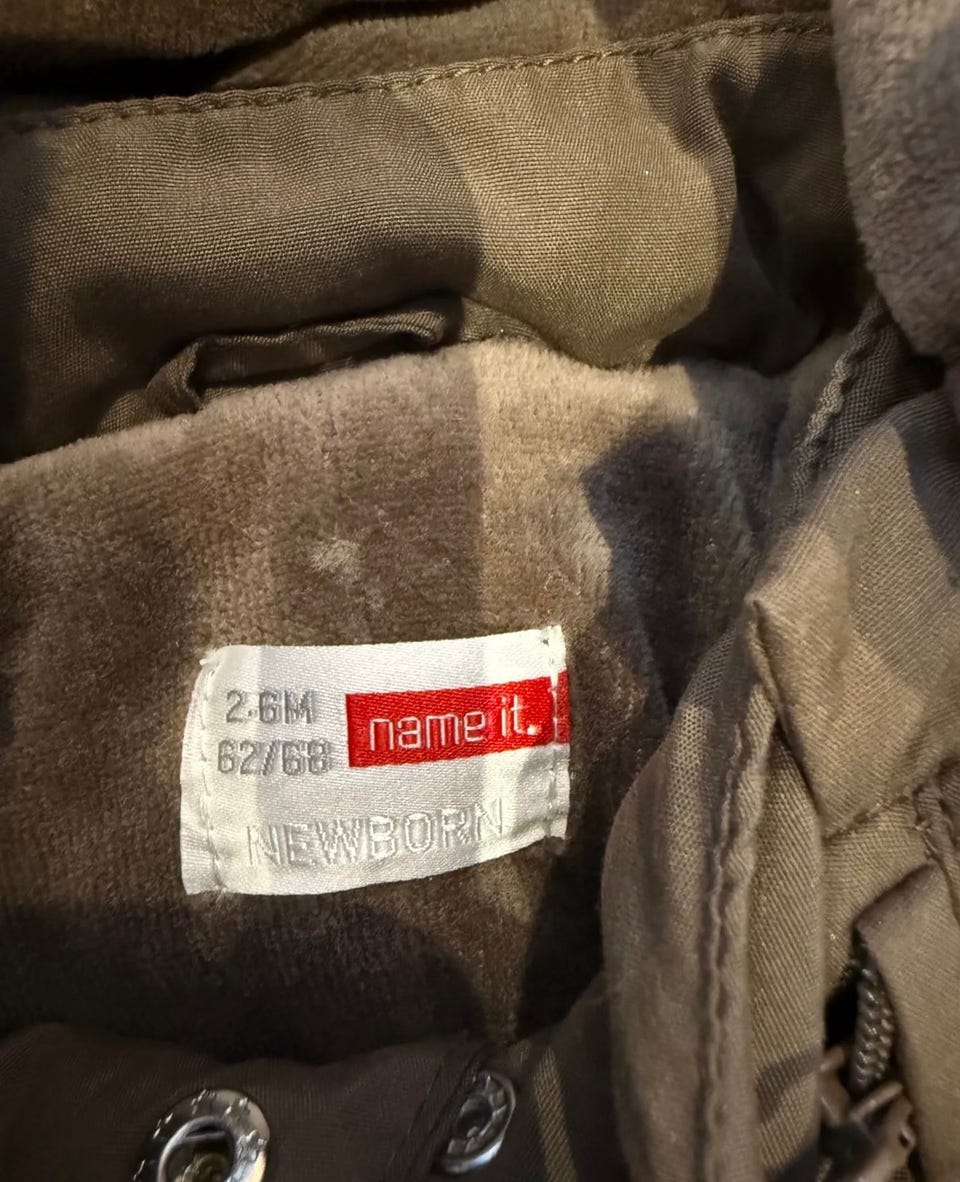 2-6M
62/68
name it.
NEWBORN